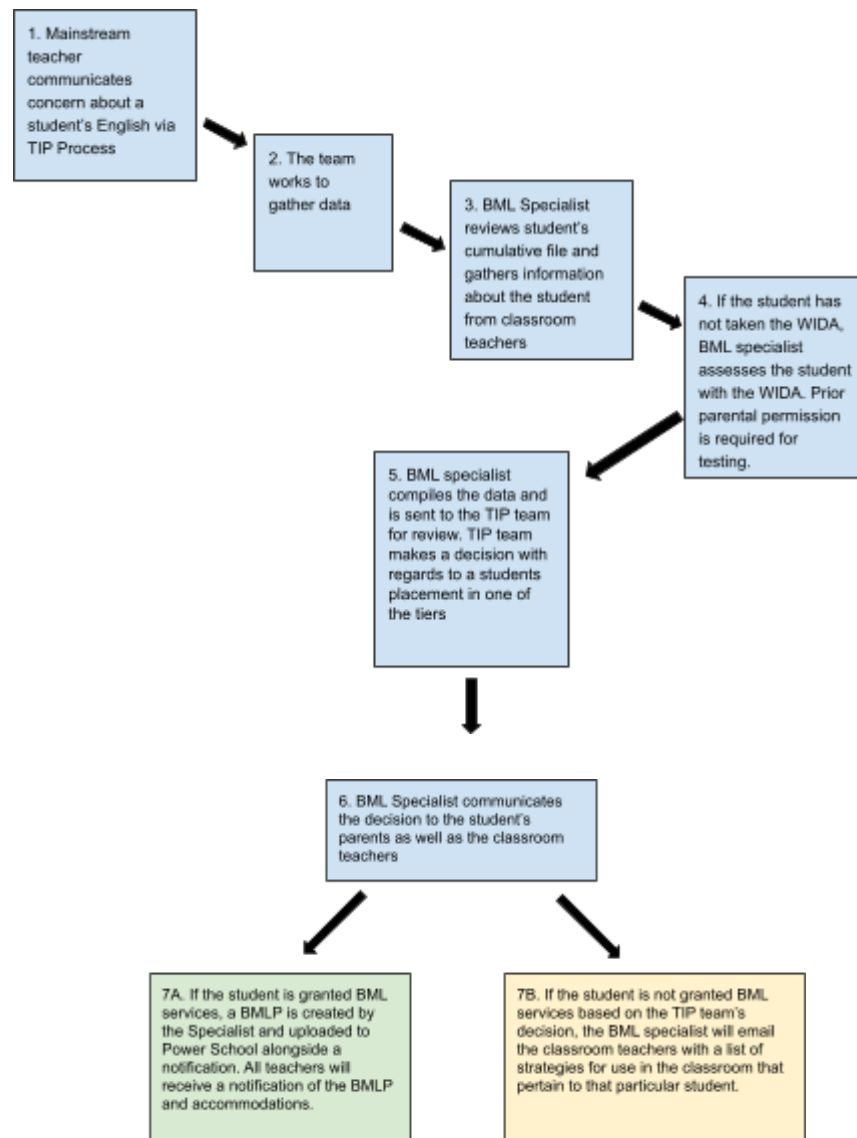 1. Mainstream
teacher
communicates
concern about a
student's English via
TIP Process
2. The team
works to
gather data
3. BML Specialist
reviews student's
cumulative file and
gathers information
about the student
from classroom
teachers
4. If the student has
not taken the WIDA,
BML specialist
assesses the student
with the WIDA. Prior
parental permission
is required for
testing.
5. BML specialist
compiles the data and
is sent to the TIP team
for review. TIP team
makes a decision with
regards to a students
placement in one of
the tiers
6. BML Specialist communicates
the decision to the student's
parents as well as the classroom
teachers
7A. If the student is granted BML
services, a BMLP is created by
the Specialist and uploaded to
Power School alongside a
notification. All teachers will
receive a notification of the BMLP
and accommodations.
7B. If the student is not granted BML
services based on the TIP team's
decision, the BML specialist will email
the classroom teachers with a list of
strategies for use in the classroom that
pertain to that particular student.